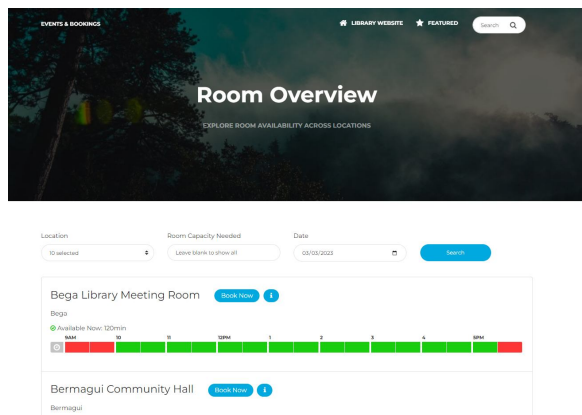 EVENTS & BOOKINGS
LIBRARY WEBSITE
FEATURED
Search
Room Overview
EXPLORE ROOM AVAILABILITY ACROSS LOCATIONS
Location
Room Capacity Needed
Date
10 selected
Leave blank to show all
03/03/2023
Search
Bega Library Meeting Room Book Now i
Bega
Available Now: 120min
9AM 10 11 12PM 1 2 3 4 5PM
Bermagui Community Hall Book Now i
Bermagui